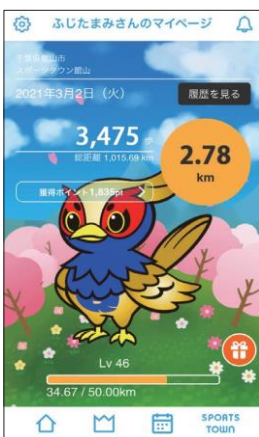 ふじたまみさんのマイページ
千葉県館山市
スポーツタウン館山
2021年3月2日（火）
履歴を見る
3,475 歩
総距離 1,015.69 km
2.78
km
獲得ポイント1,835pt
Lv 46
34.67 / 50.00km
SPORTS
TOWN